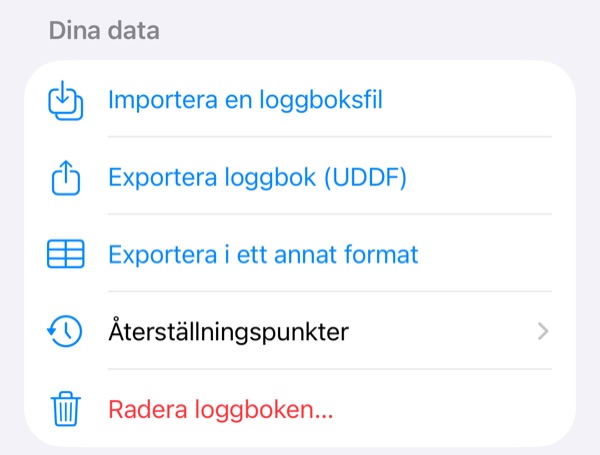 Dina data
Importera en loggboksfil
Exportera loggbok (UDDF)
Exportera i ett annat format
Återställningspunkter
Radera loggboken...